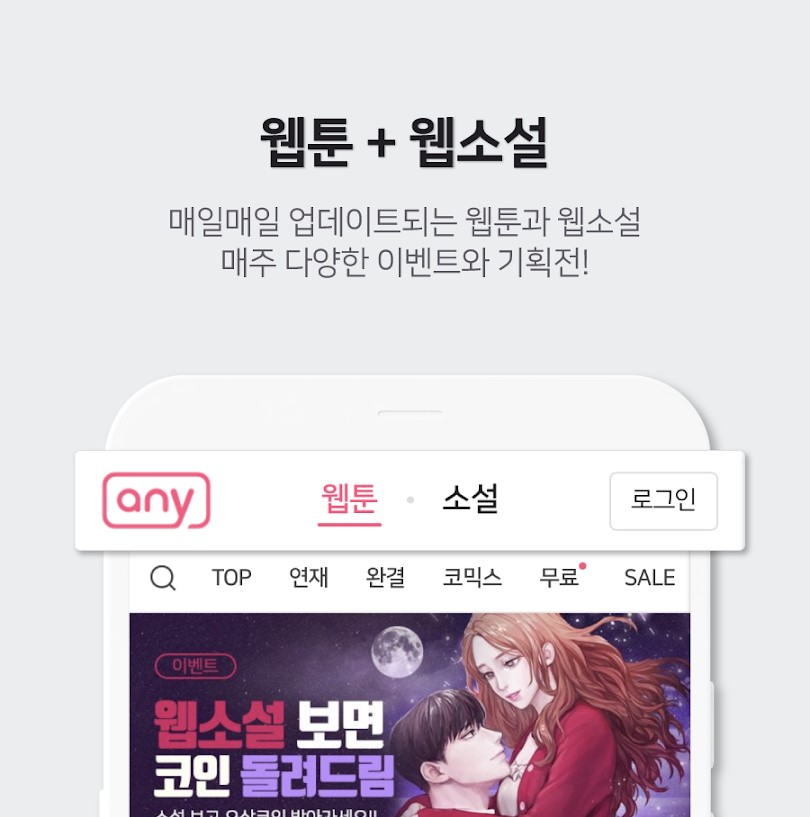 웹툰 + 웹소설
매일매일 업데이트되는 웹툰과 웹소설
매주 다양한 이벤트와 기획전!
any 웹툰 • 소설 로그인
TOP 연재 완결 코믹스 무료 SALE
이벤트
웹소설 보면
코인 돌려드림